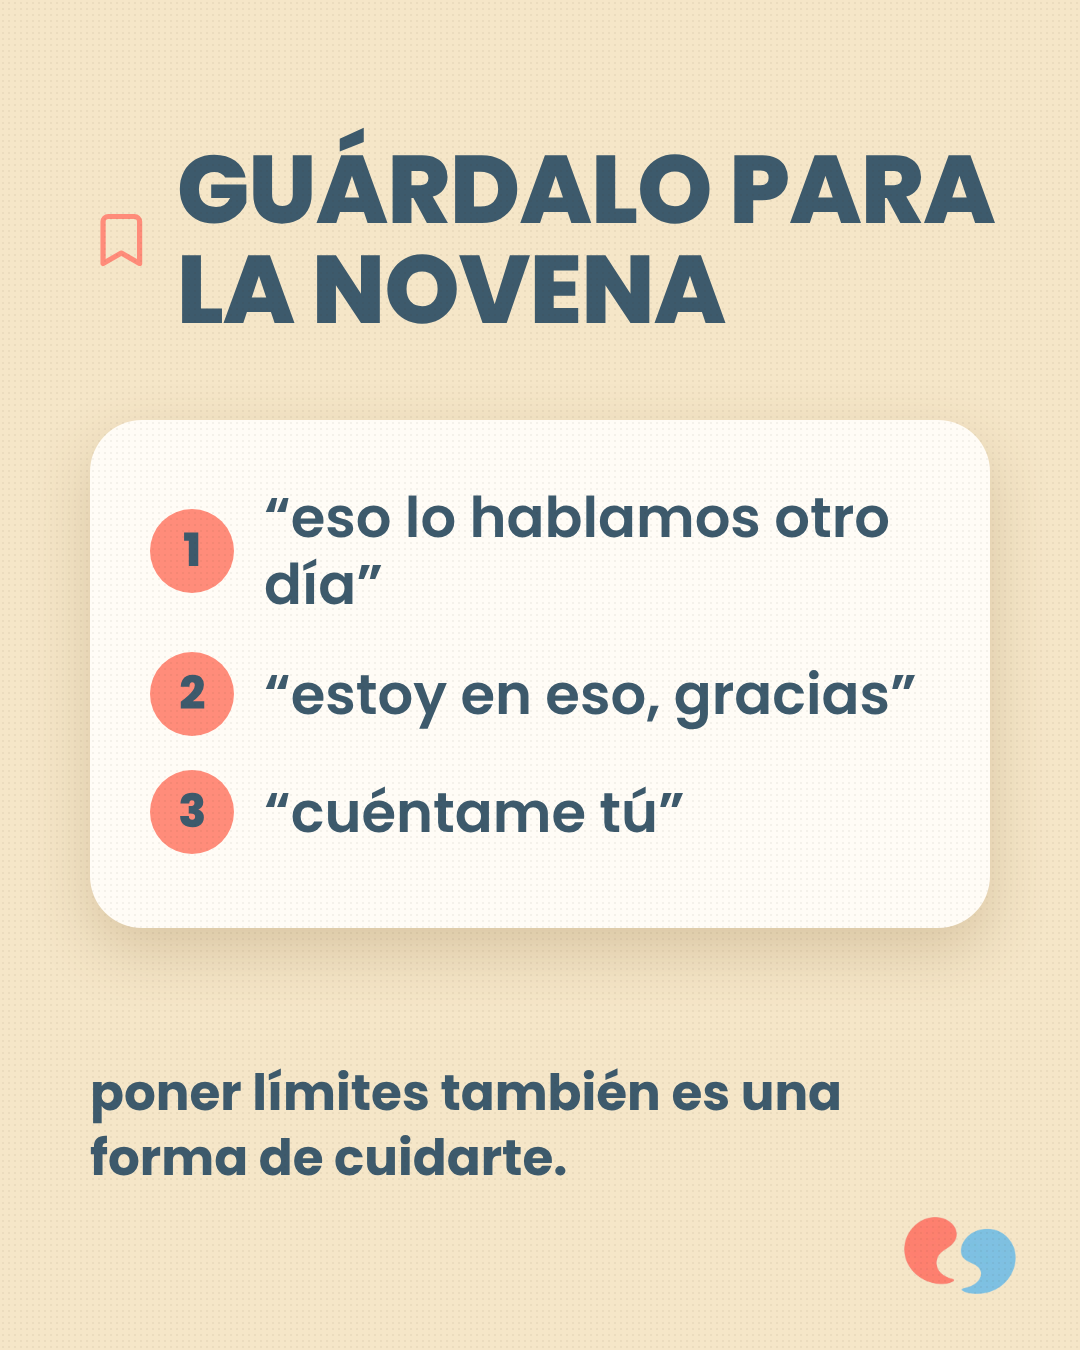 GUÁRDALO PARA
LA NOVENA
1 “eso lo hablamos otro
día”
2 “estoy en eso, gracias”
3 “cuéntame tú”
poner límites también es una
forma de cuidarte.